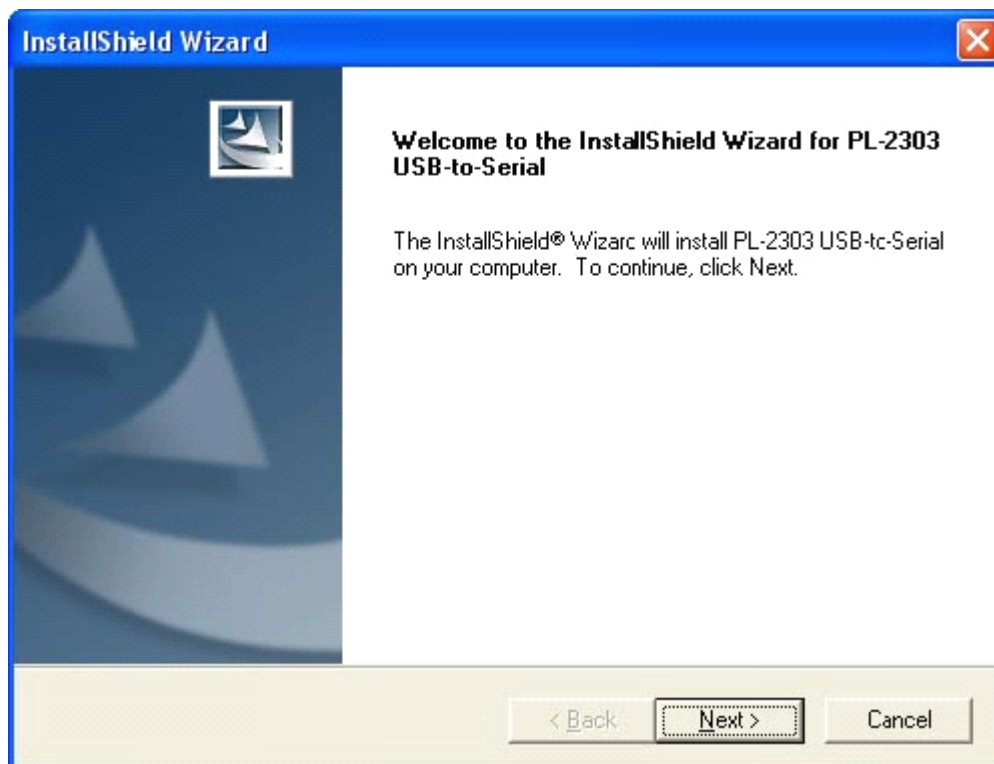 InstallShield Wizard
Welcome to the InstallShield Wizard for PL-2303
USB-to-Serial
The InstallShield® Wizarc will install PL-2303 USB-tc-Serial
on your computer. To continue, click Next.
< Back
Next >
Cancel